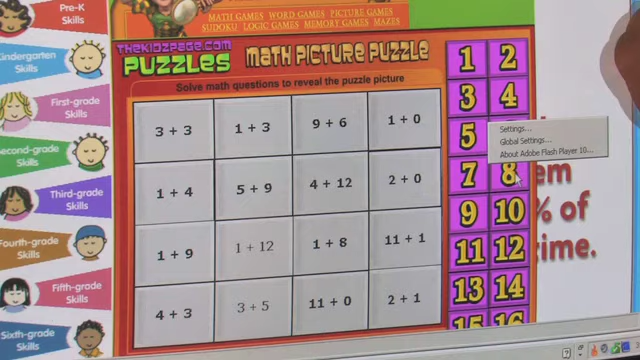 Pre-K
Skills
Kindergarten
Skills
First-grade
Skills
Second-grade
Skills
Third-grade
Skills
Fourth-grade
Skills
Fifth-grade
Skills
Sixth-grade
Skills
MATH GAMES WORD GAMES PICTURE GAMES
SUDOKU LOGIC GAMES MEMORY GAMES MAZES
THEKIDZPAGE.COM
PUZZLES
MATH PICTURE PUZZLE
Solve math questions to reveal the puzzle picture
3 + 3 1 + 3 9 + 6 1 + 0
1 + 4 5 + 9 4 + 12 2 + 0
1 + 9 1 + 12 1 + 8 11 + 1
4 + 3 3 + 5 11 + 0 2 + 1
1 2
3 4
5
7 8
9 10
11 12
13 14
15 16
Settings...
Global Settings...
About Adobe Flash Player 10...
em
% of
time.